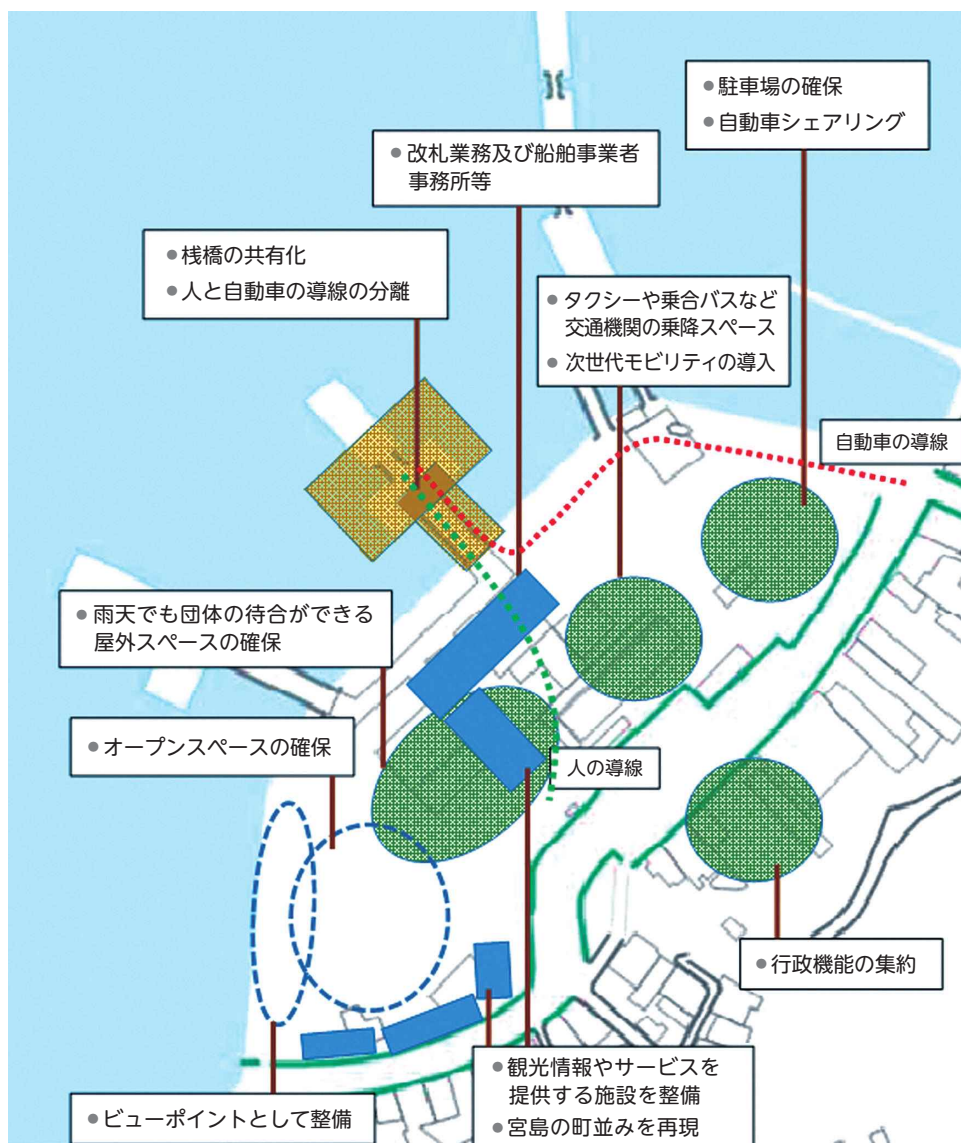 ●駐車場の確保
●自動車シェアリング
●改札業務及び船舶事業者
事務所等
●桟橋の共有化
●人と自動車の導線の分離
●タクシーや乗合バスなど
交通機関の乗降スペース
●次世代モビリティの導入
自動車の導線
●雨天でも団体の待合ができる
屋外スペースの確保
●オープンスペースの確保
人の導線
●行政機能の集約
●観光情報やサービスを
提供する施設を整備
●宮島の町並みを再現
●ビューポイントとして整備